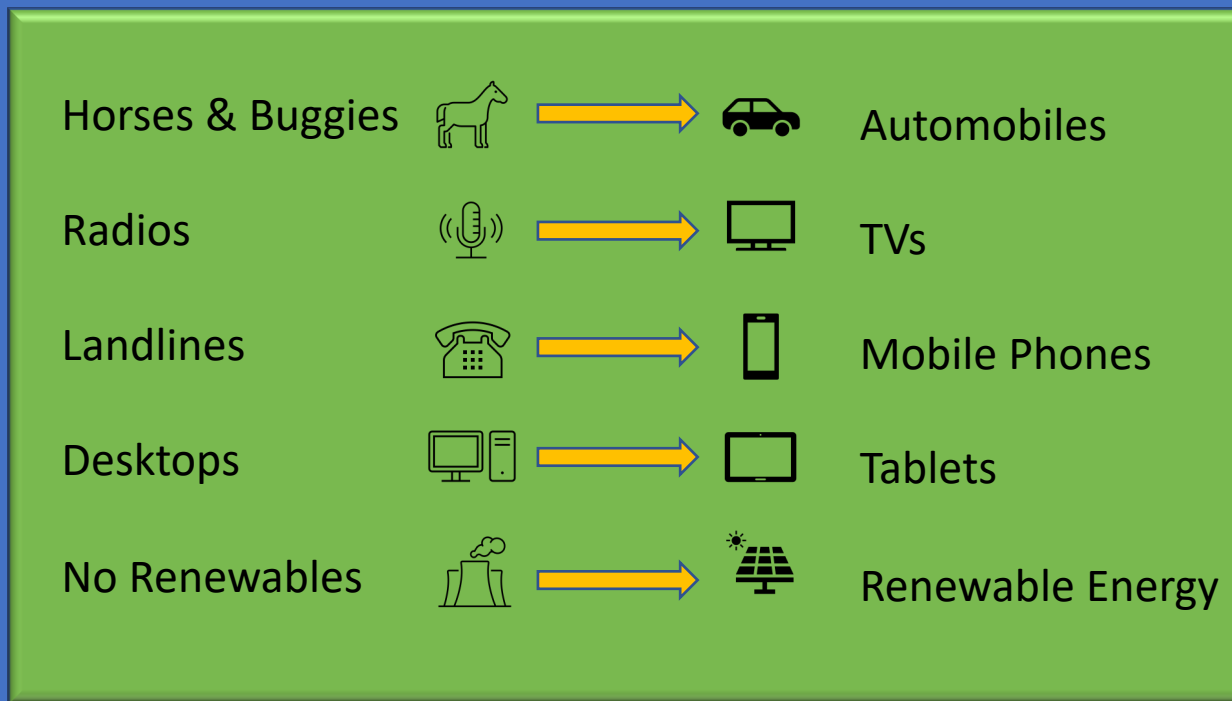 Horses & Buggies
Automobiles
Radios
TVs
Landlines
Mobile Phones
Desktops
Tablets
No Renewables
Renewable Energy